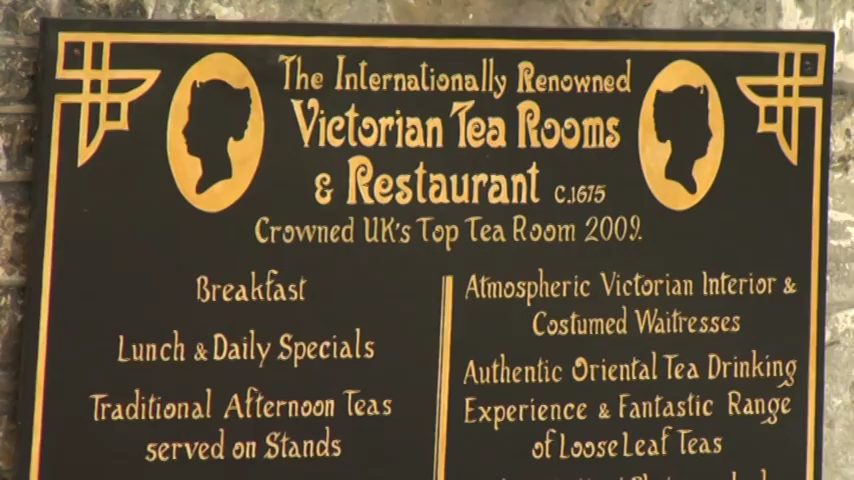 The Internationally Renowned
Victorian Tea Rooms
& Restaurant c.1675
Crowned UK's Top Tea Room 2009.
Breakfast
Lunch & Daily Specials
Traditional Afternoon Teas
served on Stands
Atmospheric Victorian Interior &
Costumed Waitresses
Authentic Oriental Tea Drinking
Experience & Fantastic Range
of Loose Leaf Teas